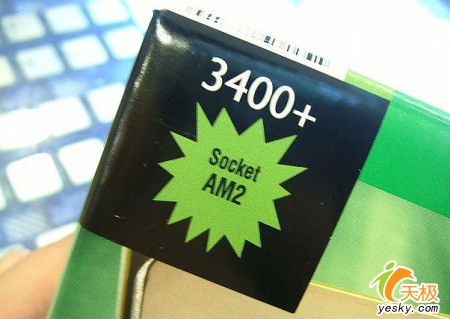 3400+
Socket
AM2
天极
yesky.com